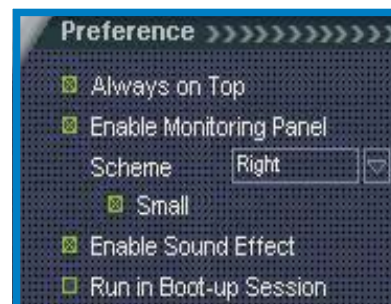 Preference
Always on Top
Enable Monitoring Panel
Scheme Right
Small
Enable Sound Effect
Run in Boot-up Session